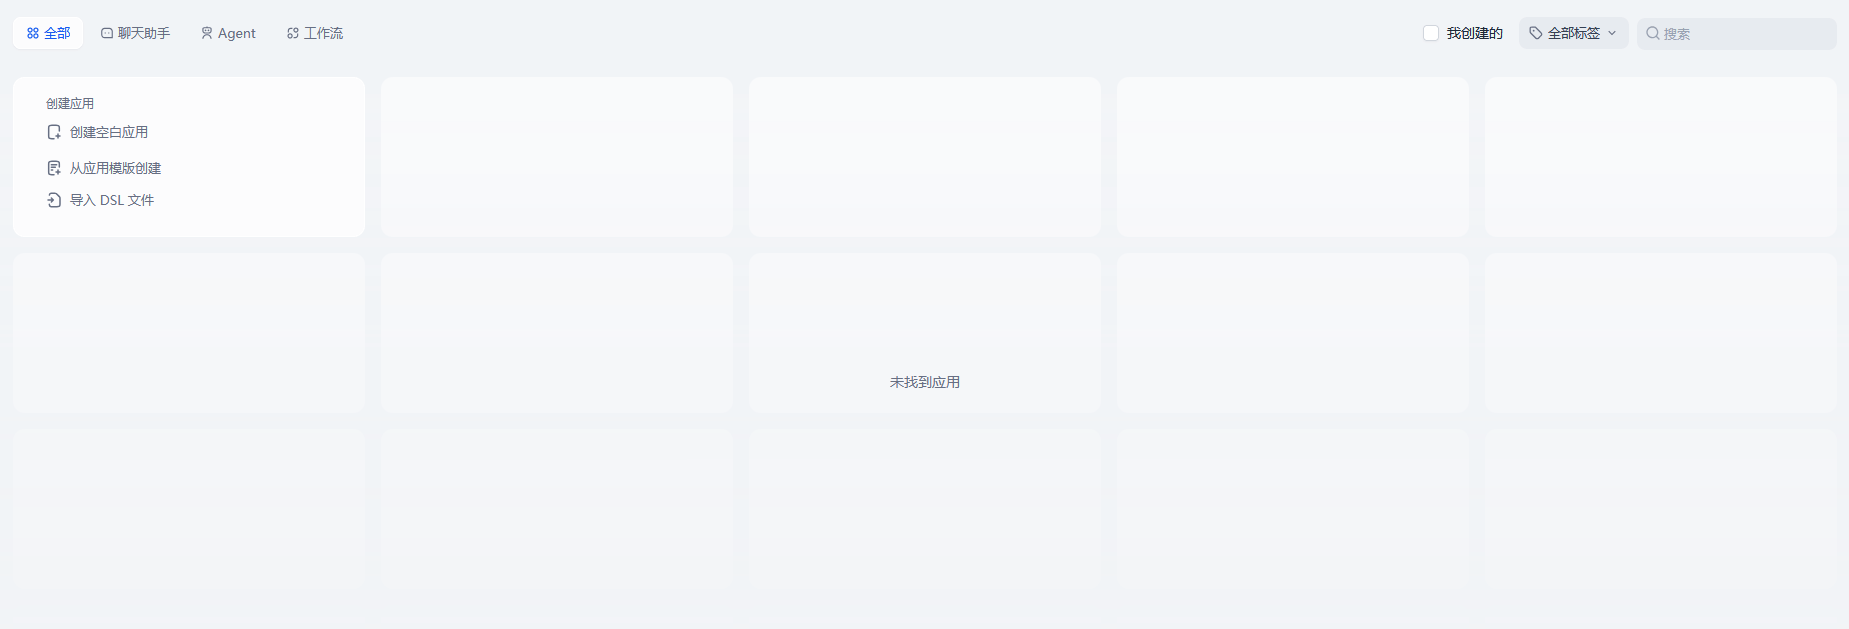 全部
聊天助手
Agent
工作流
我创建的
全部标签
搜索
创建应用
创建空白应用
从应用模版创建
导入 DSL 文件
未找到应用